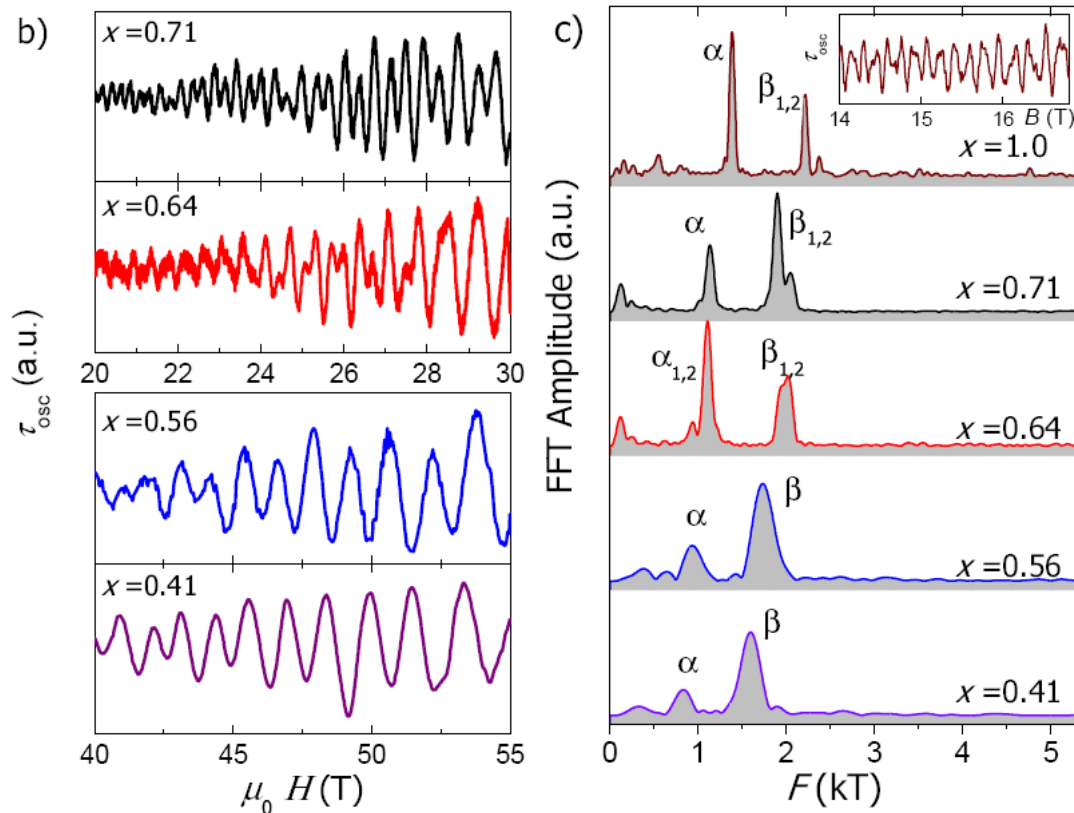 b)
x=0.71
x=0.64
20 22 24 26 28 30
x=0.56
x=0.41
40 45 50 55
μ₀ H (T)
τosc (a.u.)
c)
τosc
14 15 16 B (T)
α
β1,2
x=1.0
α
β1,2
x=0.71
α1,2
β1,2
x=0.64
α
β
x=0.56
α
β
x=0.41
0 1 2 3 4 5
F (kT)
FFT Amplitude (a.u.)